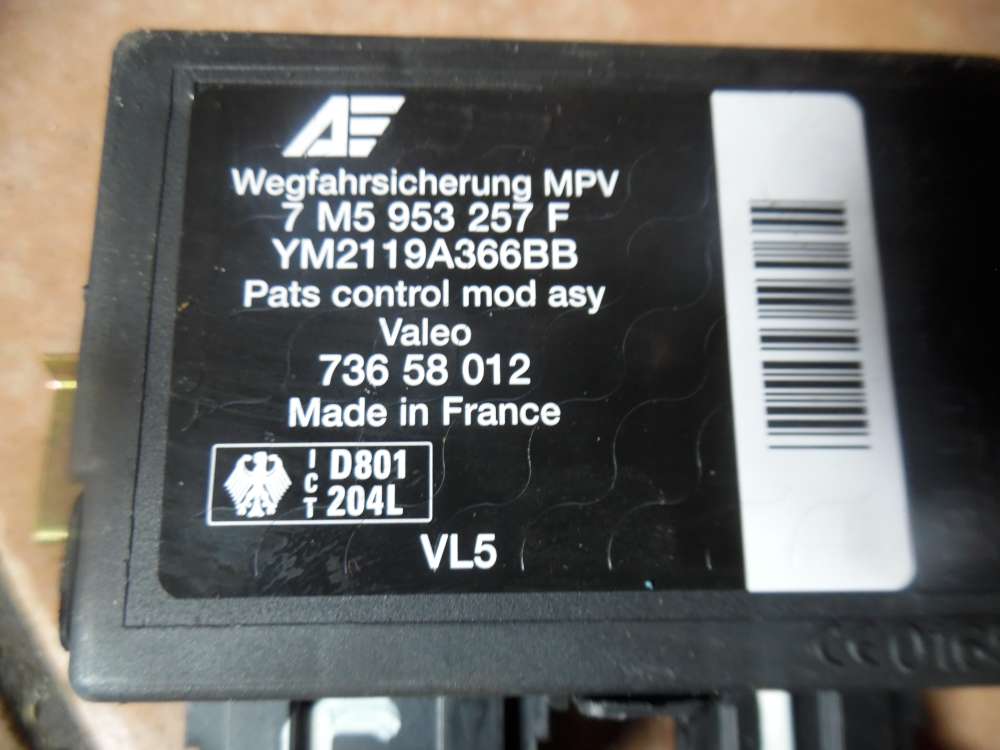 AE
Wegfahrsicherung MPV
7 M5 953 257 F
YM2119A366BB
Pats control mod asy
Valeo
736 58 012
Made in France
ICT D801
204L
VL5